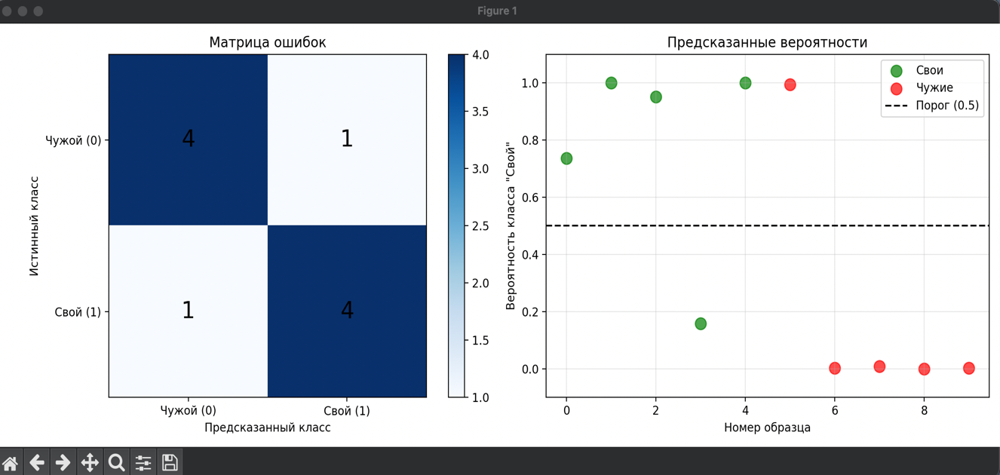 Figure 1
Матрица ошибок
Истинный класс
Чужой (0)
Свой (1)
4
1
1
4
Чужой (0)
Свой (1)
Предсказанный класс
4.0
3.5
3.0
2.5
2.0
1.5
1.0
Предсказанные вероятности
Вероятность класса "Свой"
1.0
0.8
0.6
0.4
0.2
0.0
Свои
Чужие
Порог (0.5)
0
2
4
6
8
Номер образца